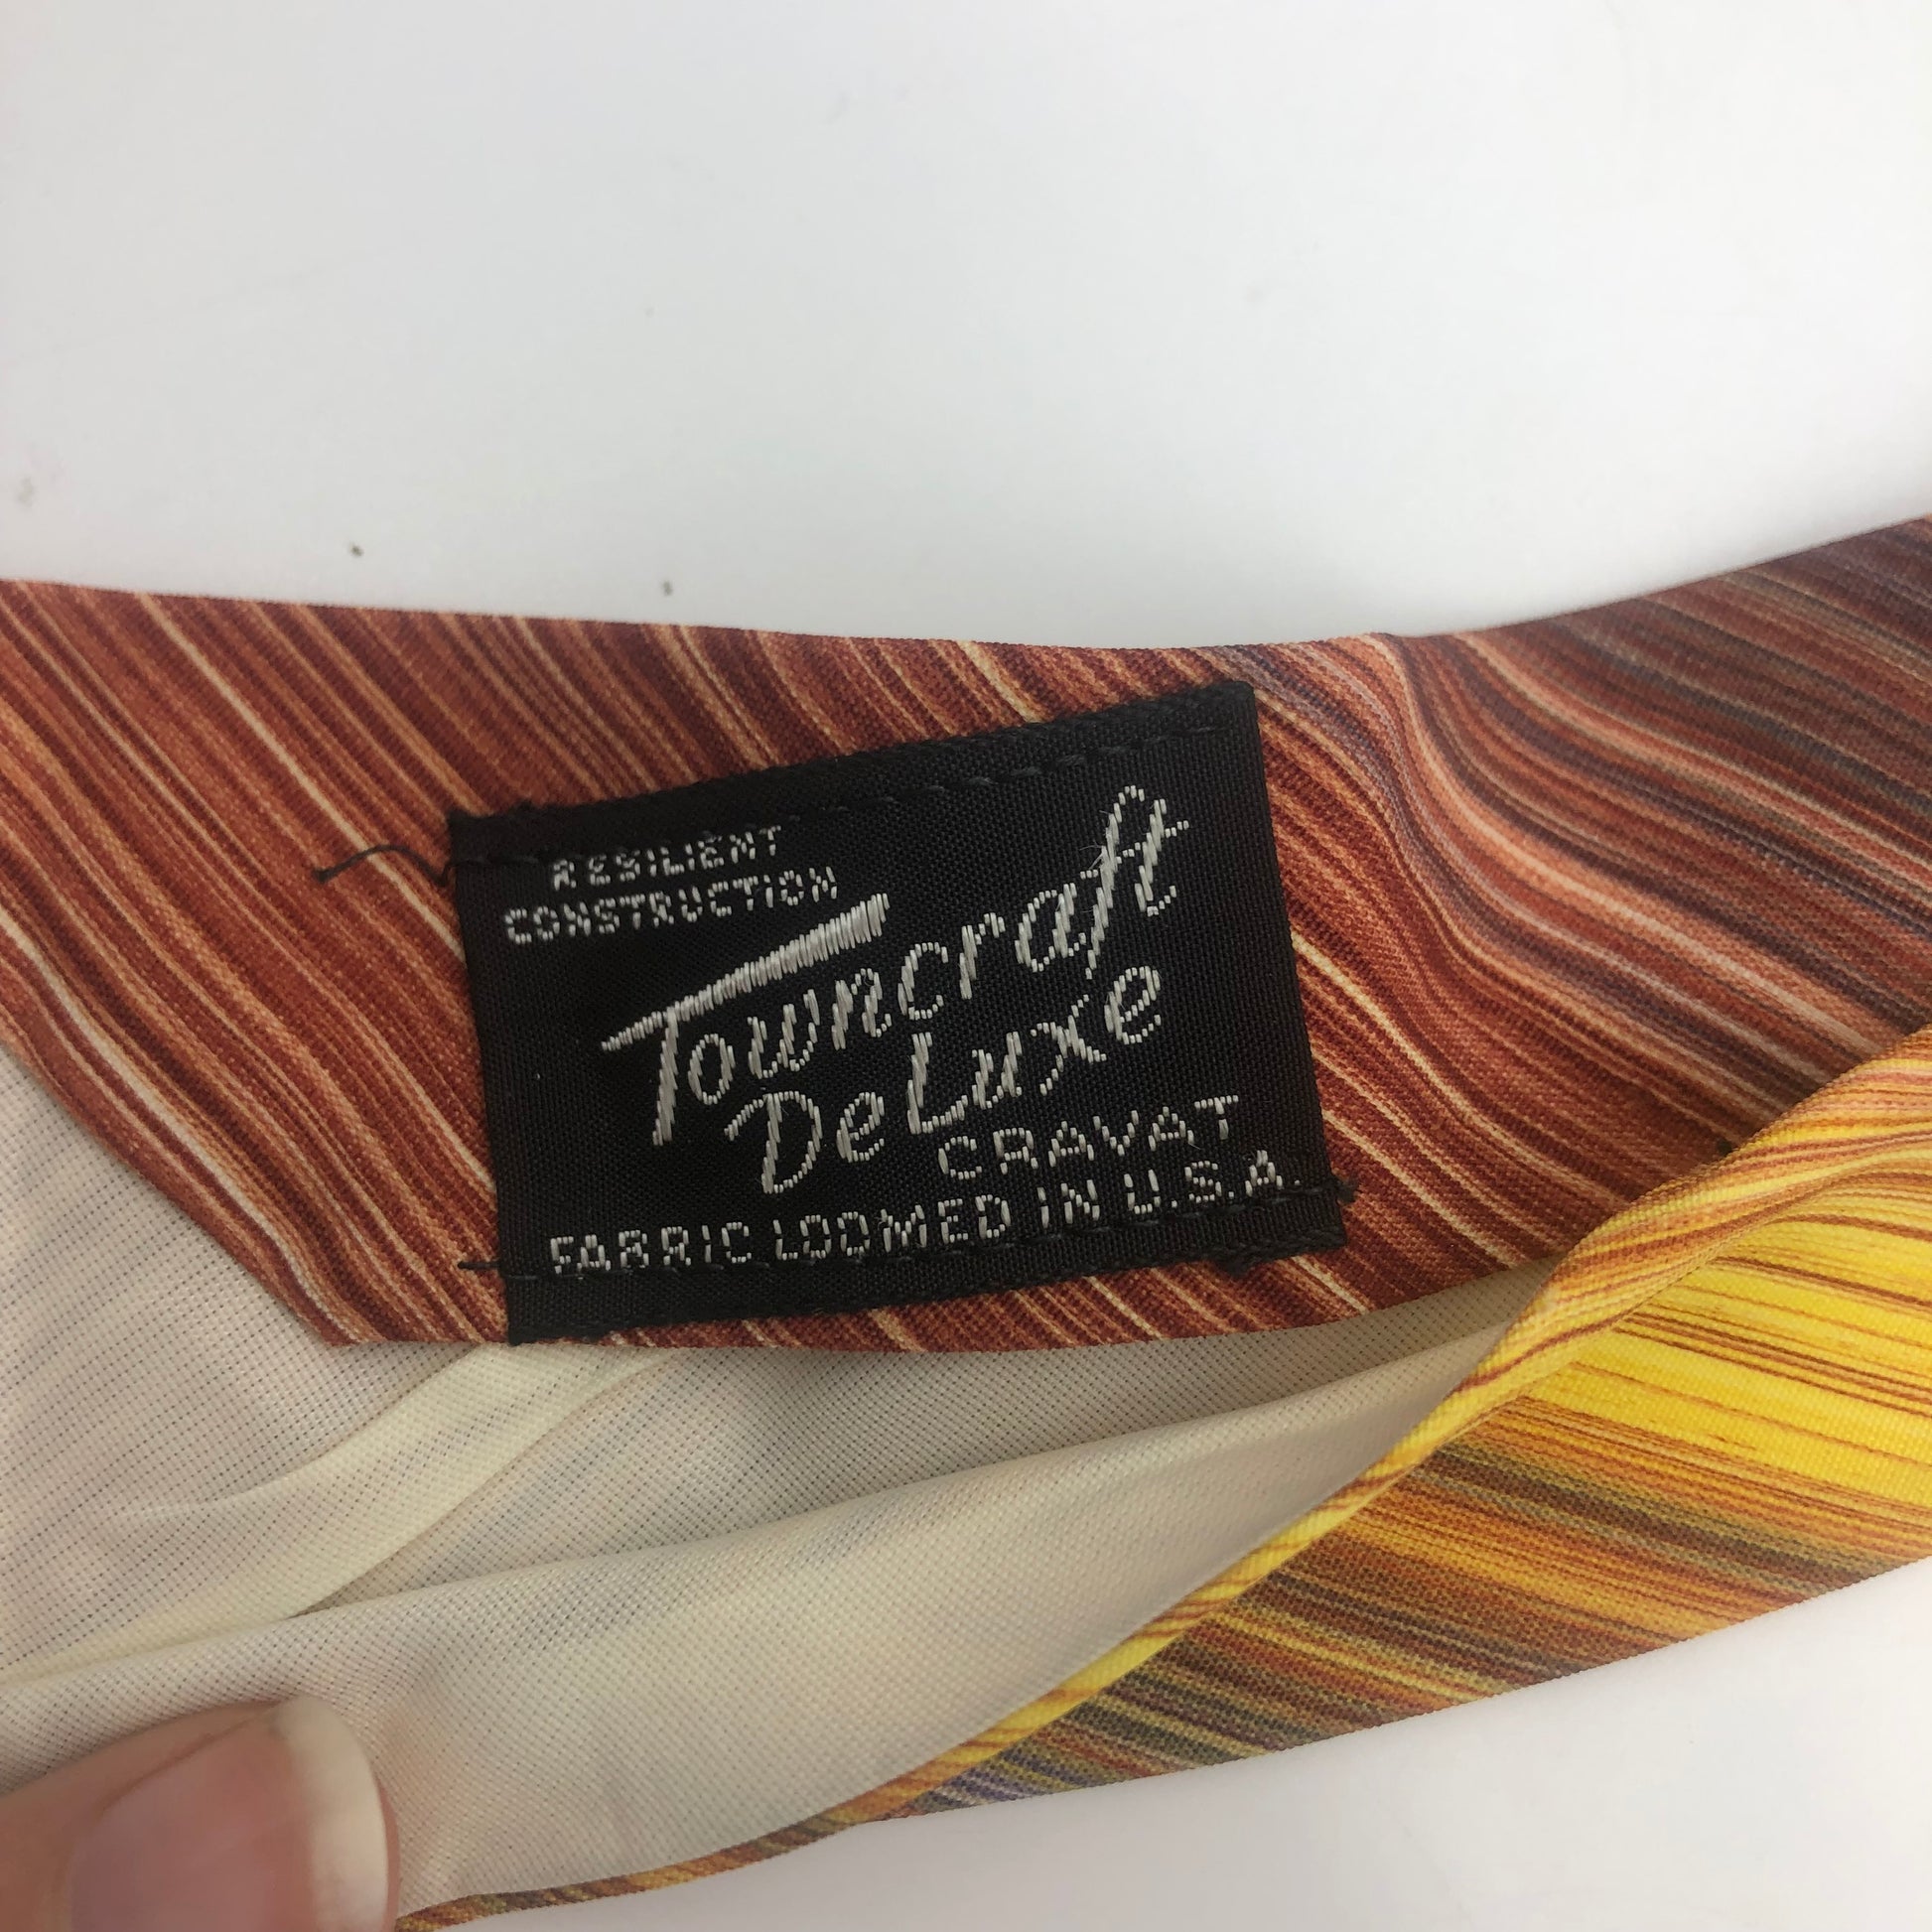 RESILIENT
CONSTRUCTION
Towncraft
DeLuxe
CRAVAT
FABRIC LOOMED IN U.S.A.